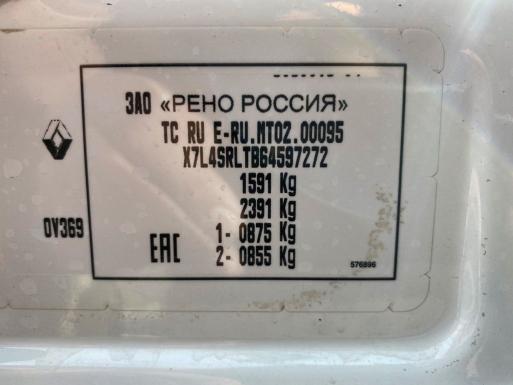 ЗАО «РЕНО РОССИЯ»
TC RU E-RU.MT02.00095
X7L4SRLTB64597272
1591 Kg
2391 Kg
0V369
EAC
1- 0875 Kg
2- 0855 Kg
576896